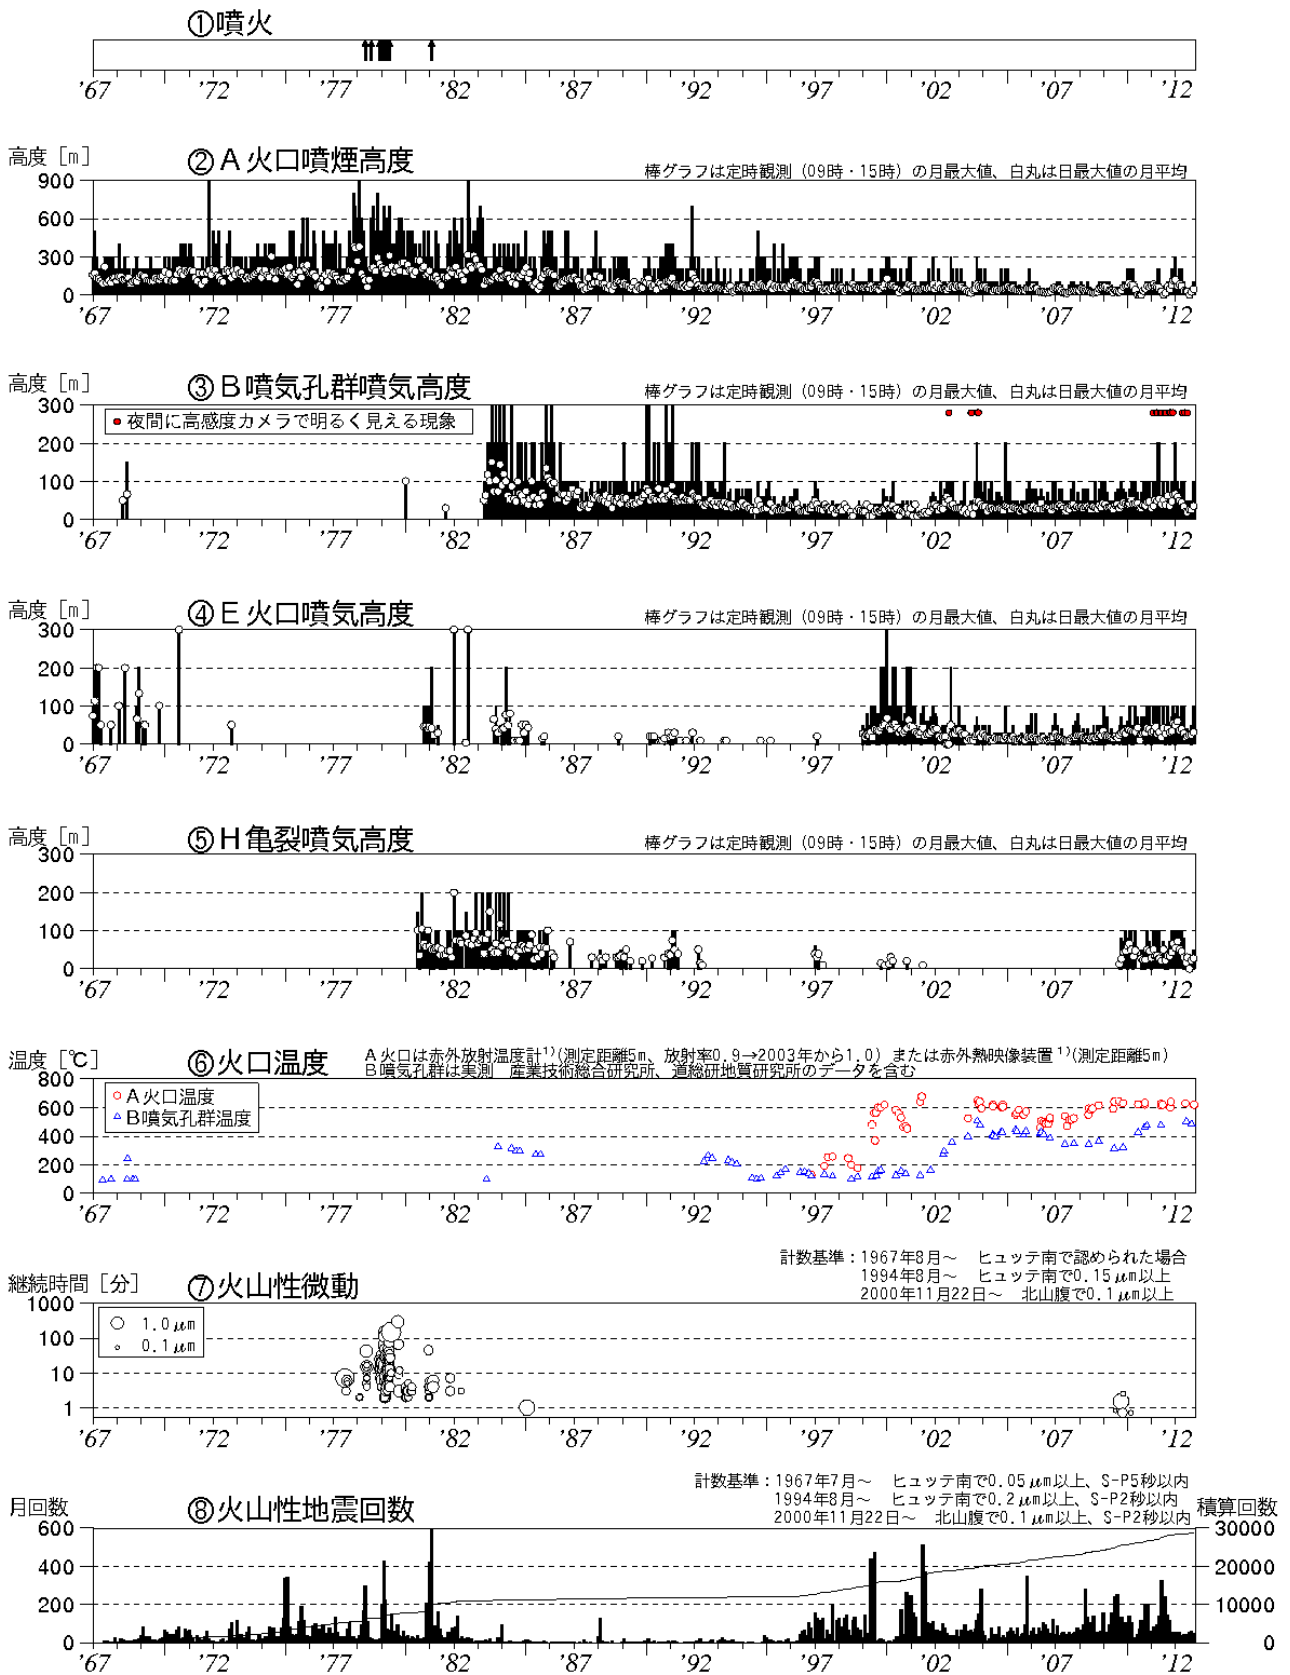 ①噴火
'67 '72 '77 '82 '87 '92 '97 '02 '07 '12
高度［m］ ②Ａ火口噴煙高度 棒グラフは定時観測（09時・15時）の月最大値、白丸は日最大値の月平均
900
600
300
0
'67 '72 '77 '82 '87 '92 '97 '02 '07 '12
高度［m］ ③Ｂ噴気孔群噴気高度 棒グラフは定時観測（09時・15時）の月最大値、白丸は日最大値の月平均
300
夜間に高感度カメラで明るく見える現象
200
100
0
'67 '72 '77 '82 '87 '92 '97 '02 '07 '12
高度［m］ ④Ｅ火口噴気高度 棒グラフは定時観測（09時・15時）の月最大値、白丸は日最大値の月平均
300
200
100
0
'67 '72 '77 '82 '87 '92 '97 '02 '07 '12
高度［m］ ⑤Ｈ亀裂噴気高度 棒グラフは定時観測（09時・15時）の月最大値、白丸は日最大値の月平均
300
200
100
0
'67 '72 '77 '82 '87 '92 '97 '02 '07 '12
温度［℃］ ⑥火口温度 Ａ火口は赤外放射温度計¹⁾(測定距離5m、放射率0.9→2003年から1.0) または赤外熱映像装置¹⁾(測定距離5m)
Ｂ噴気孔群は実測 産業技術総合研究所、道総研地質研究所のデータを含む
800
Ａ火口温度
600
Ｂ噴気孔群温度
400
200
0
'67 '72 '77 '82 '87 '92 '97 '02 '07 '12
計数基準：1967年8月～ ヒュッテ南で認められた場合
継続時間［分］ ⑦火山性微動 1994年8月～ ヒュッテ南で0.15μm以上
2000年11月22日～ 北山腹で0.1μm以上
1000
1.0μm
0.1μm
100
10
1
'67 '72 '77 '82 '87 '92 '97 '02 '07 '12
計数基準：1967年7月～ ヒュッテ南で0.05μm以上、S-P5秒以内
1994年8月～ ヒュッテ南で0.2μm以上、S-P2秒以内
月回数 ⑧火山性地震回数 2000年11月22日～ 北山腹で0.1μm以上、S-P2秒以内 積算回数
600 30000
400 20000
200 10000
0 0
'67 '72 '77 '82 '87 '92 '97 '02 '07 '12